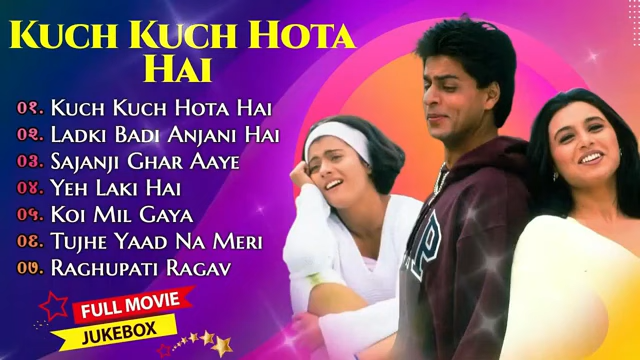 KUCH KUCH HOTA
HAI
०१. KUCH KUCH HOTA HAI
०२. LADKI BADI ANJANI HAI
०३. SAJANJI GHAR AAYE
०४. YEH LAKI HAI
०५. KOI MIL GAYA
०६. TUJHE YAAD NA MERI
०७. RAGHUPATI RAGAV
FULL MOVIE
JUKEBOX